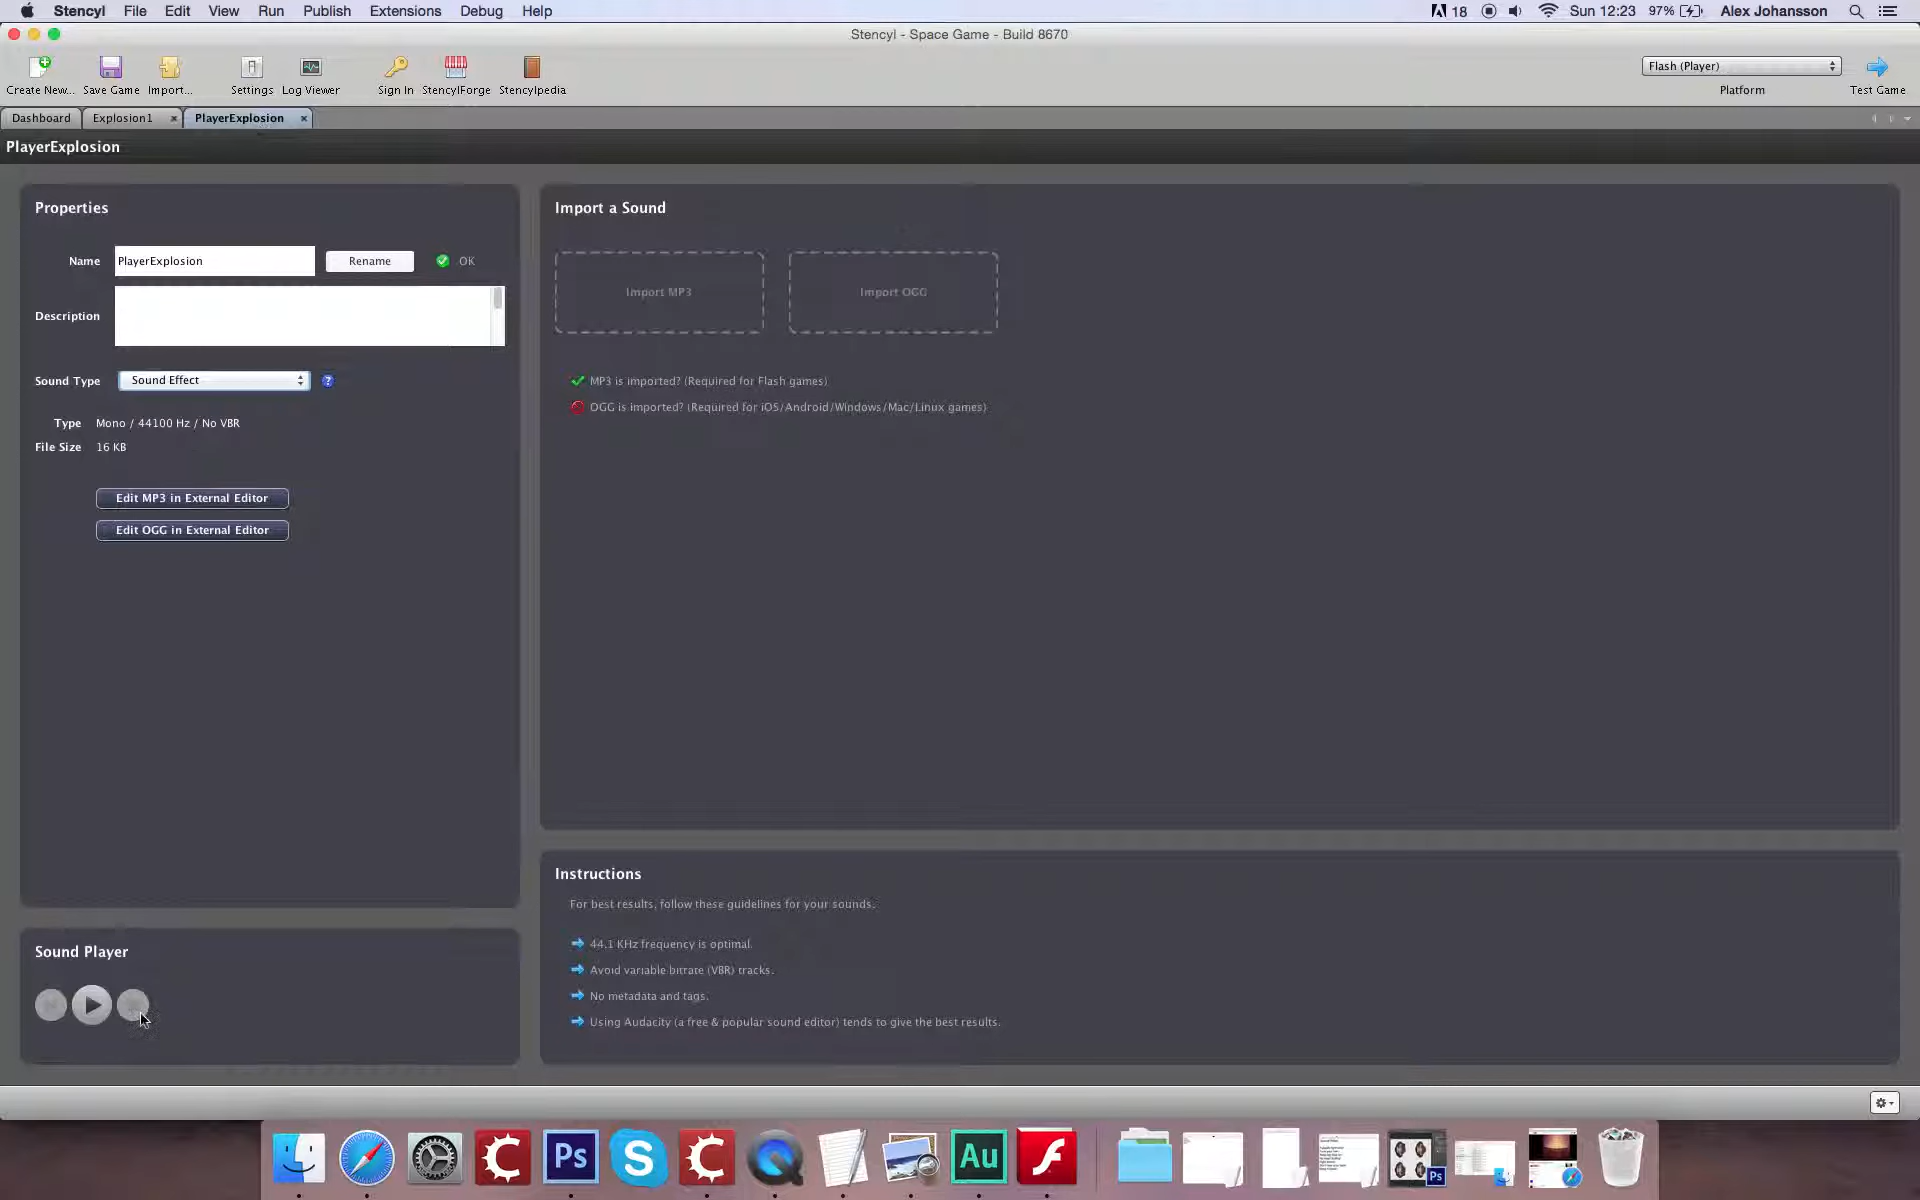 Stencyl File Edit View Run Publish Extensions Debug Help 18 Sun 12:23 97% Alex Johansson
Stencyl - Space Game - Build 8670
Create New... Save Game Import... Settings Log Viewer Sign In StencylForge Stencylpedia
Flash (Player)
Platform
Test Game
Dashboard Explosion1 PlayerExplosion
PlayerExplosion
Properties
Name PlayerExplosion Rename OK
Description
Sound Type Sound Effect ?
Type Mono / 44100 Hz / No VBR
File Size 16 KB
Edit MP3 in External Editor
Edit OGG in External Editor
Sound Player
Import a Sound
Import MP3 Import OGG
MP3 is imported? (Required for Flash games)
OGG is imported? (Required for iOS/Android/Windows/Mac/Linux games)
Instructions
For best results, follow these guidelines for your sounds.
44.1 KHz frequency is optimal.
Avoid variable bitrate (VBR) tracks.
No metadata and tags.
Using Audacity (a free & popular sound editor) tends to give the best results.
Ps S Au
Ps